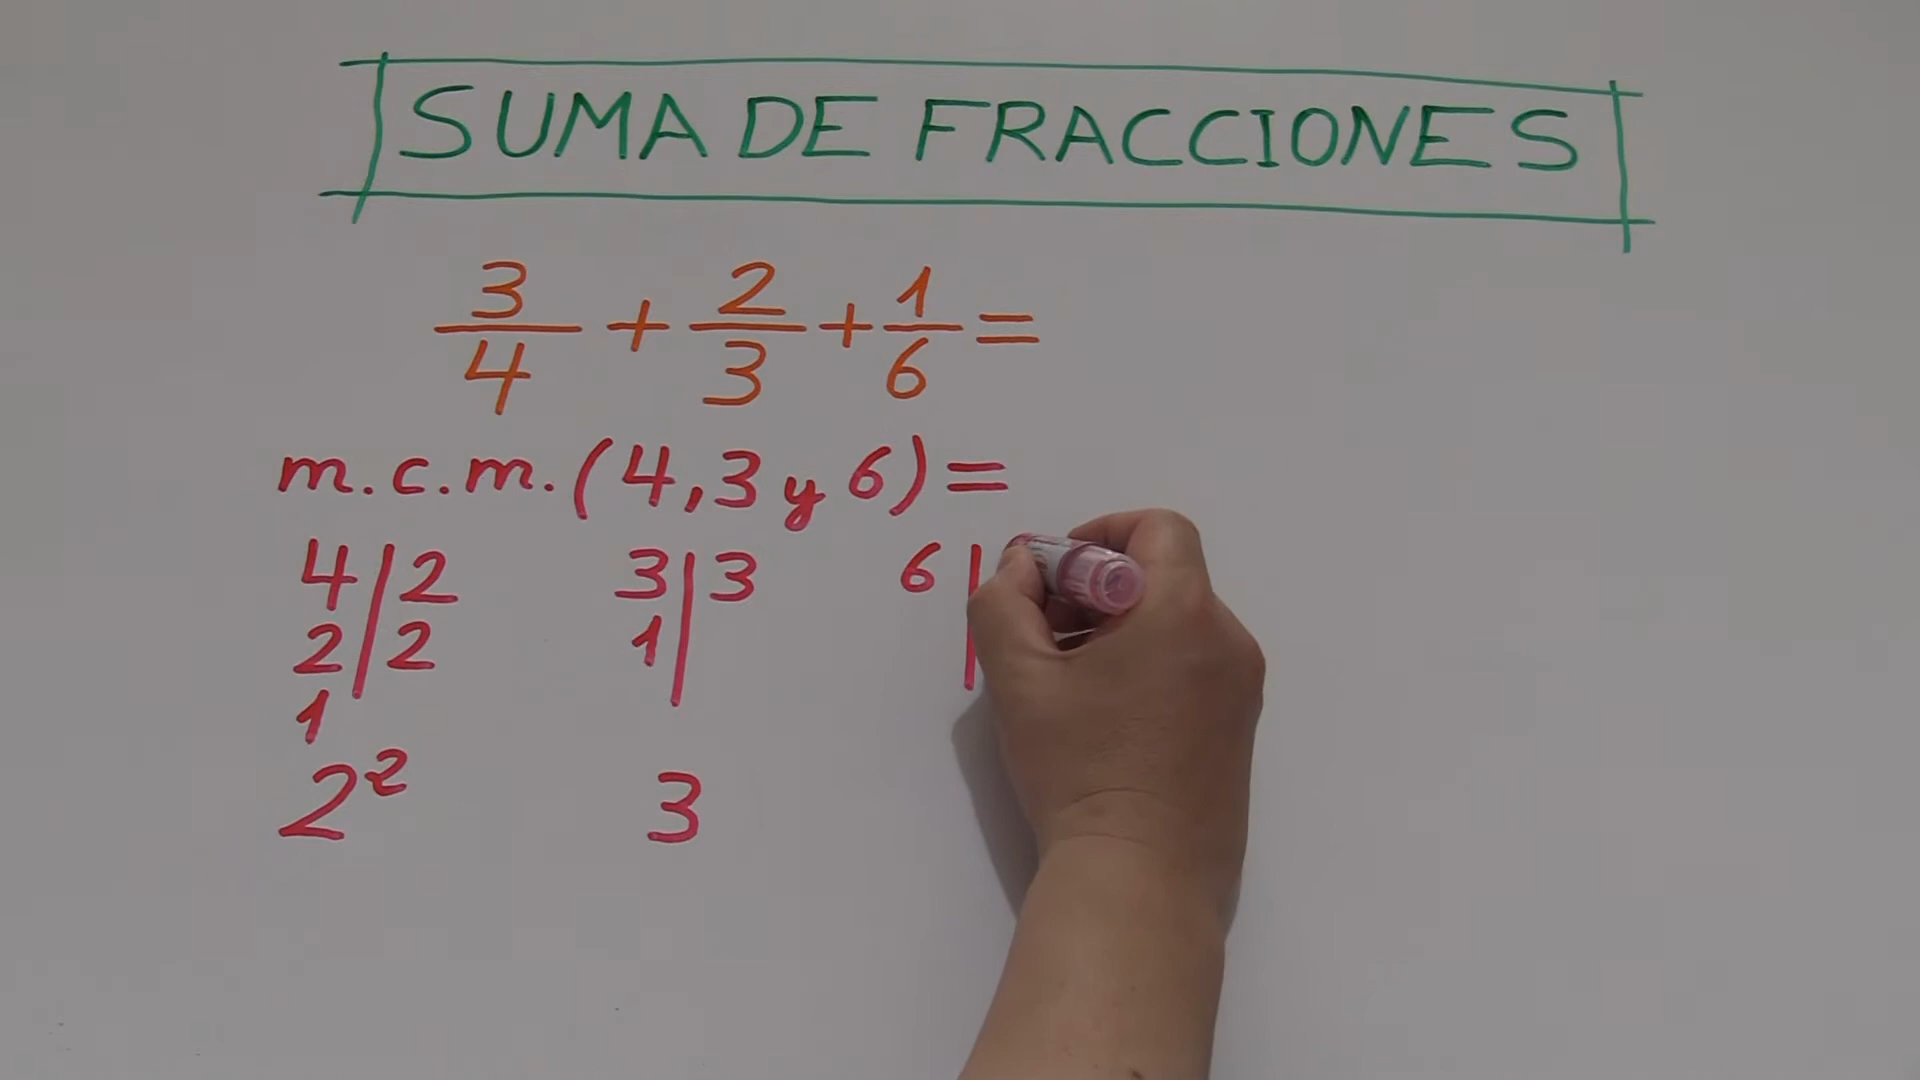 SUMA DE FRACCIONES
3/4 + 2/3 + 1/6 =
m.c.m. (4, 3 y 6) =
4 | 2 3 | 3 6 |
2 | 2 1 |
1
2² 3